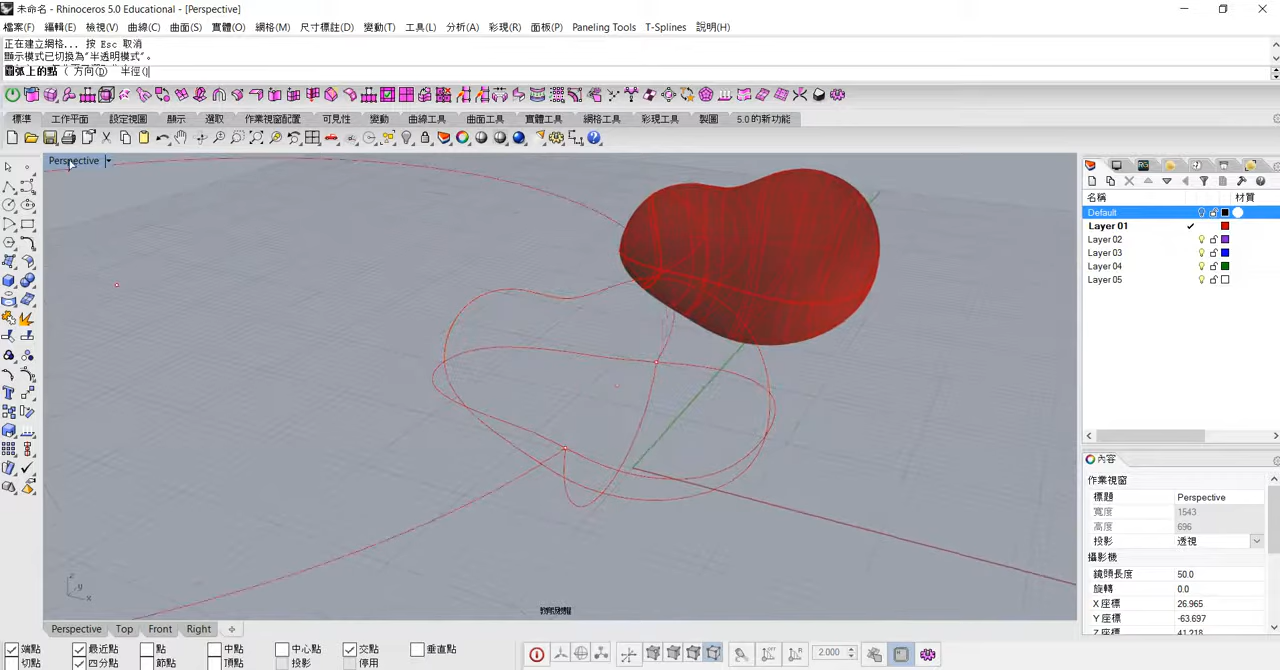 未命名 - Rhinoceros 5.0 Educational - [Perspective]
檔案(F) 編輯(E) 檢視(V) 曲線(C) 曲面(S) 實體(O) 網格(M) 尺寸標註(D) 變動(T) 工具(L) 分析(A) 彩現(R) 面板(P) Paneling Tools T-Splines 說明(H)
正在建立網格... 按 Esc 取消
顯示模式已切換為"半透明模式"。
圓弧上的點 ( 方向(D) 半徑(
標準 工作平面 設定視圖 顯示 選取 作業視窗配置 可見性 變動 曲線工具 曲面工具 實體工具 網格工具 彩現工具 製圖 5.0 的新功能
Perspective
名稱 材質
Default
Layer 01
Layer 02
Layer 03
Layer 04
Layer 05
內容
作業視窗
標題 Perspective
寬度 1543
高度 696
投影 透視
攝影機
鏡頭長度 50.0
旋轉 0.0
X 座標 26.965
Y 座標 -63.697
Z 座標 41.218
z
y
x
Perspective Top Front Right
端點 最近點 點 中點 中心點 交點 垂直點
切點 四分點 節點 頂點 投影 停用
2.000